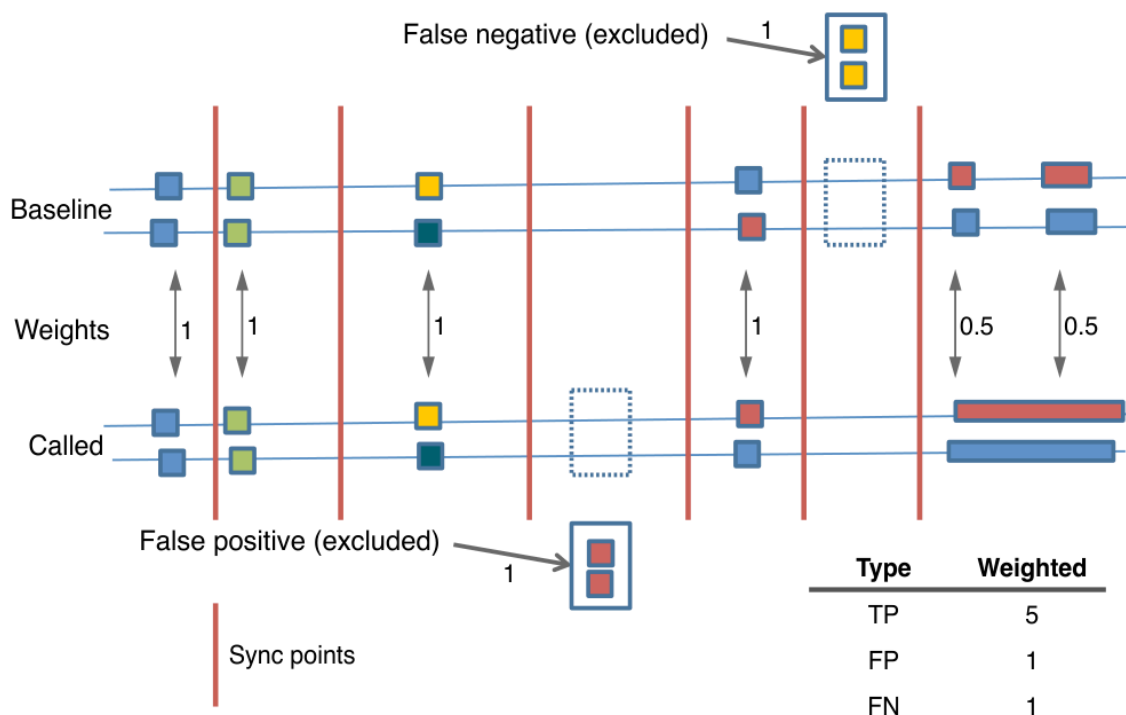 False negative (excluded)
1
Baseline
Weights
1
1
1
1
0.5
0.5
Called
False positive (excluded)
1
Type Weighted
TP 5
FP 1
FN 1
Sync points